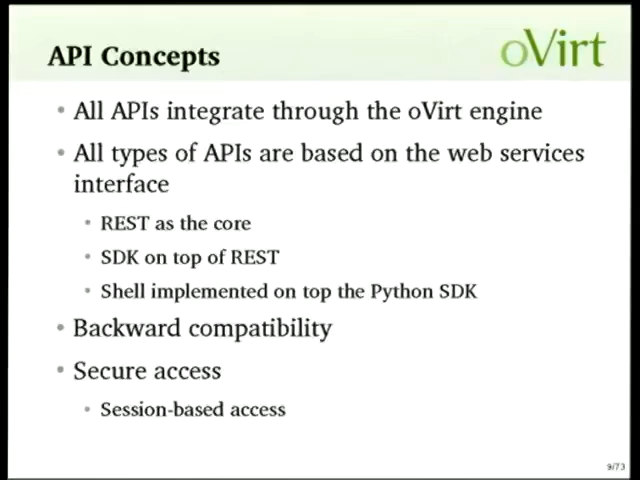 API Concepts
oVirt
• All APIs integrate through the oVirt engine
• All types of APIs are based on the web services
interface
• REST as the core
• SDK on top of REST
• Shell implemented on top the Python SDK
• Backward compatibility
• Secure access
• Session-based access
9/73